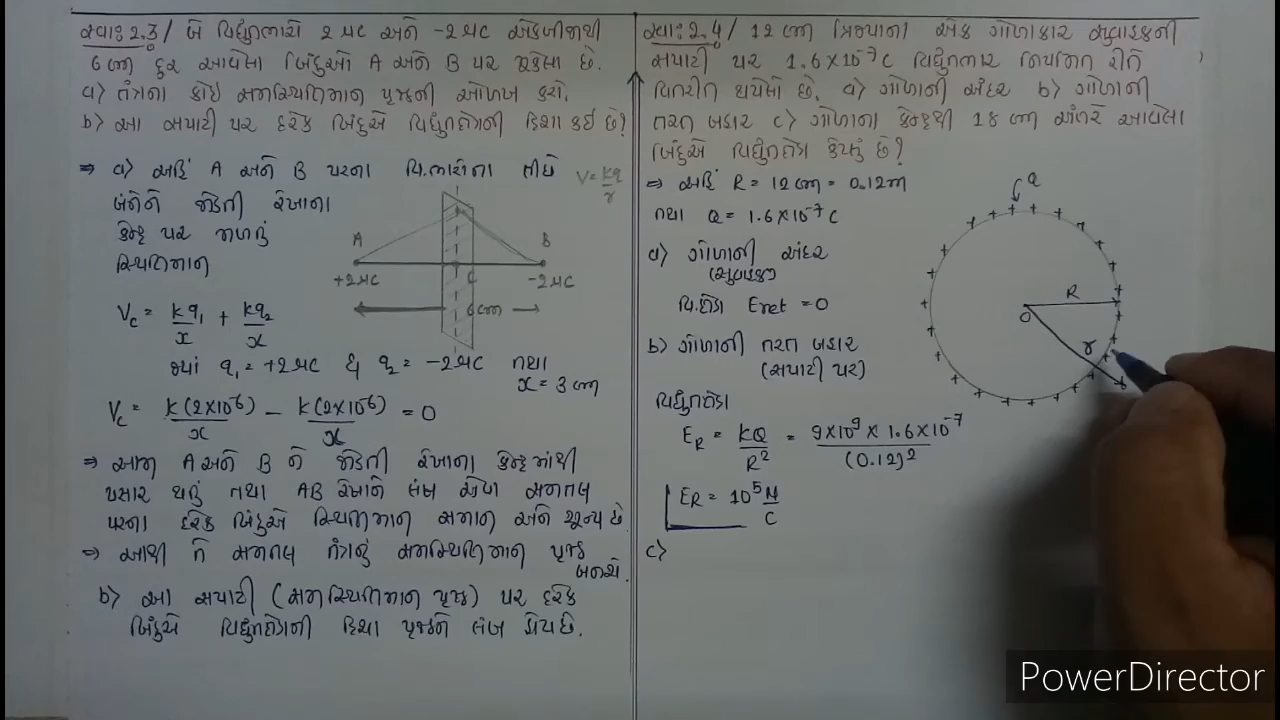 સ્વાઃ 2.3 / બે વિદ્યુતભારો 2 μC અને -2 μC એકબીજાથી
6 cm દૂર આવેલા બિંદુઓ A અને B પર મૂકેલા છે.
a> તંત્રના કોઈ સમસ્થિતિમાન પૃષ્ઠની ઓળખ કરો.
b> આ સપાટી પર દરેક બિંદુએ વિદ્યુતક્ષેત્રની દિશા કઈ છે?
⇒ a> અહિં A અને B પરના વિ.ભારોના લીધે
બંનેને જોડતી રેખાના
કેન્દ્ર પર મળતું
સ્થિતિમાન
V = kq/r
A
B
+2 μC
C
-2 μC
6 cm
Vc = kq₁/x + kq₂/x
જ્યાં q₁ = +2 μC & q₂ = -2 μC તથા
x = 3 cm
Vc = k(2×10⁻⁶)/x - k(2×10⁻⁶)/x = 0
⇒ આમ A અને B ને જોડતી રેખાના કેન્દ્રમાંથી
પસાર થતું તથા AB રેખાને લંબ એવા સમતલ
પરના દરેક બિંદુએ સ્થિતિમાન સમાન અને શૂન્ય છે.
⇒ આથી તે સમતલ તંત્રનું સમસ્થિતિમાન પૃષ્ઠ
બનશે.
b> આ સપાટી (સમસ્થિતિમાન પૃષ્ઠ) પર દરેક
બિંદુએ વિદ્યુતક્ષેત્રની દિશા પૃષ્ઠને લંબ હોય છે.
સ્વાઃ 2.4 / 12 cm ત્રિજ્યાના એક ગોળાકાર સુવાહકની
સપાટી પર 1.6×10⁻⁷ C વિદ્યુતભાર નિયમિત રીતે
વિતરીત થયેલો છે. a> ગોળાની અંદર b> ગોળાની
તરત બહાર c> ગોળાના કેન્દ્રથી 18 cm અંતરે આવેલા
બિંદુએ વિદ્યુતક્ષેત્ર કેટલું છે?
⇒ અહિં R = 12 cm = 0.12 m
તથા Q = 1.6×10⁻⁷ C
a> ગોળાની અંદર
(સુવાહક)
વિ.ક્ષેત્ર Enet = 0
b> ગોળાની તરત બહાર
(સપાટી પર)
વિદ્યુતક્ષેત્ર
E_R = kQ/R² = 9×10⁹ × 1.6×10⁻⁷/(0.12)²
E_R = 10⁵ N/C
c>
Q
R
O
r
PowerDirector